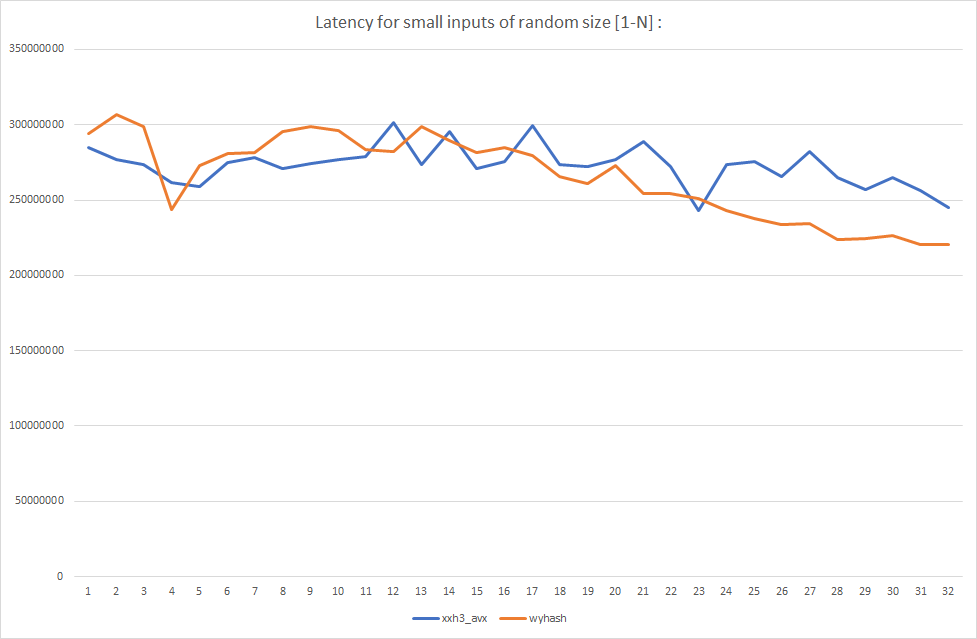 Latency for small inputs of random size [1-N] :
350000000
300000000
250000000
200000000
150000000
100000000
50000000
0
1 2 3 4 5 6 7 8 9 10 11 12 13 14 15 16 17 18 19 20 21 22 23 24 25 26 27 28 29 30 31 32
xxh3_avx wyhash